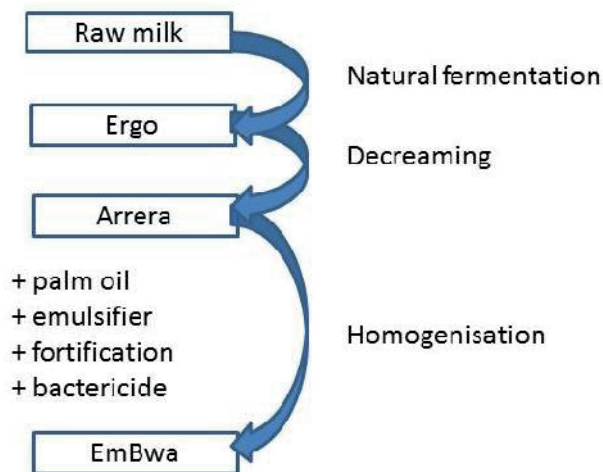 Raw milk
Natural fermentation
Ergo
Decreaming
Arrera
+ palm oil
+ emulsifier
+ fortification
+ bactericide
Homogenisation
EmBwa